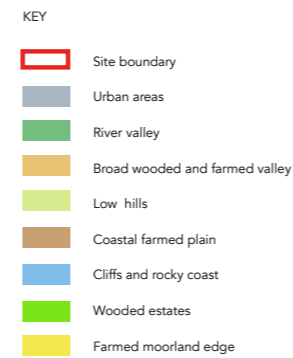 KEY
Site boundary
Urban areas
River valley
Broad wooded and farmed valley
Low hills
Coastal farmed plain
Cliffs and rocky coast
Wooded estates
Farmed moorland edge